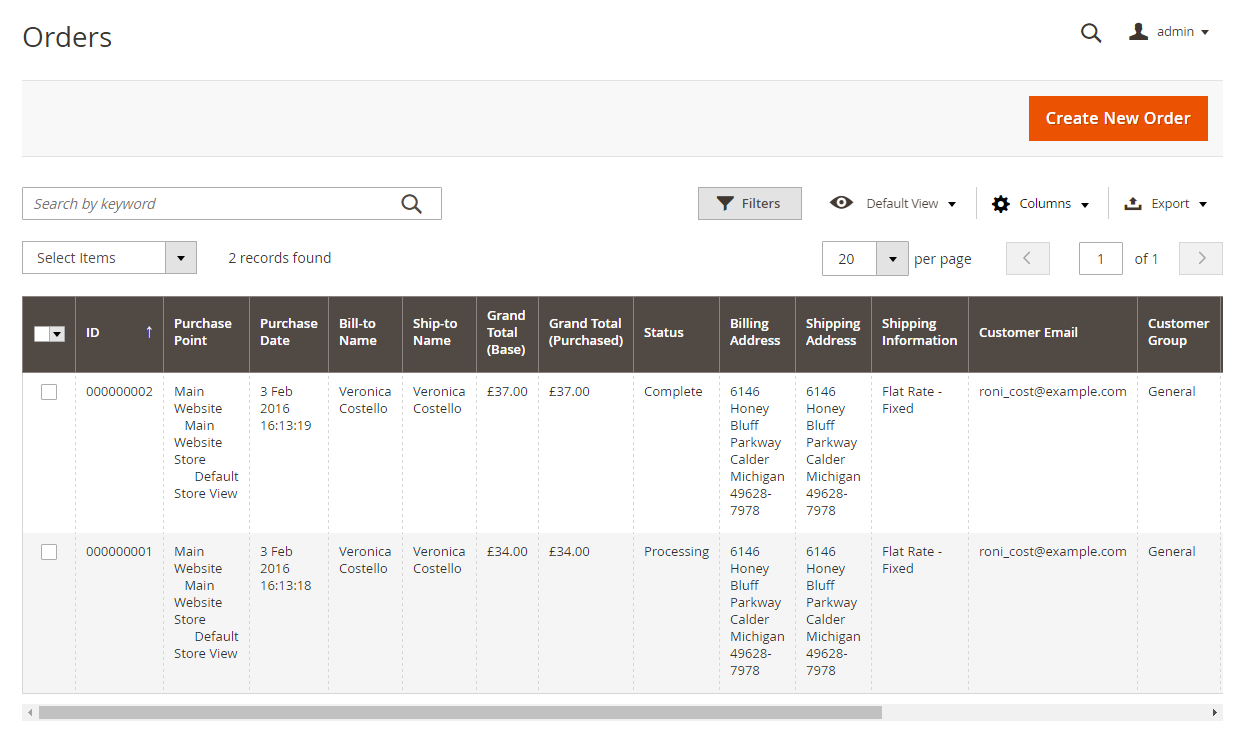 Orders
admin
Create New Order
Search by keyword
Filters
Default View
Columns
Export
Select Items
2 records found
20
per page
1
of 1
ID
Purchase
Point
Purchase
Date
Bill-to
Name
Ship-to
Name
Grand
Total
(Base)
Grand Total
(Purchased)
Status
Billing
Address
Shipping
Address
Shipping
Information
Customer Email
Customer
Group
000000002
Main
Website
Main
Website
Store
Default
Store View
3 Feb
2016
16:13:19
Veronica
Costello
Veronica
Costello
£37.00
£37.00
Complete
6146
Honey
Bluff
Parkway
Calder
Michigan
49628-
7978
6146
Honey
Bluff
Parkway
Calder
Michigan
49628-
7978
Flat Rate -
Fixed
roni_cost@example.com
General
000000001
Main
Website
Main
Website
Store
Default
Store View
3 Feb
2016
16:13:18
Veronica
Costello
Veronica
Costello
£34.00
£34.00
Processing
6146
Honey
Bluff
Parkway
Calder
Michigan
49628-
7978
6146
Honey
Bluff
Parkway
Calder
Michigan
49628-
7978
Flat Rate -
Fixed
roni_cost@example.com
General